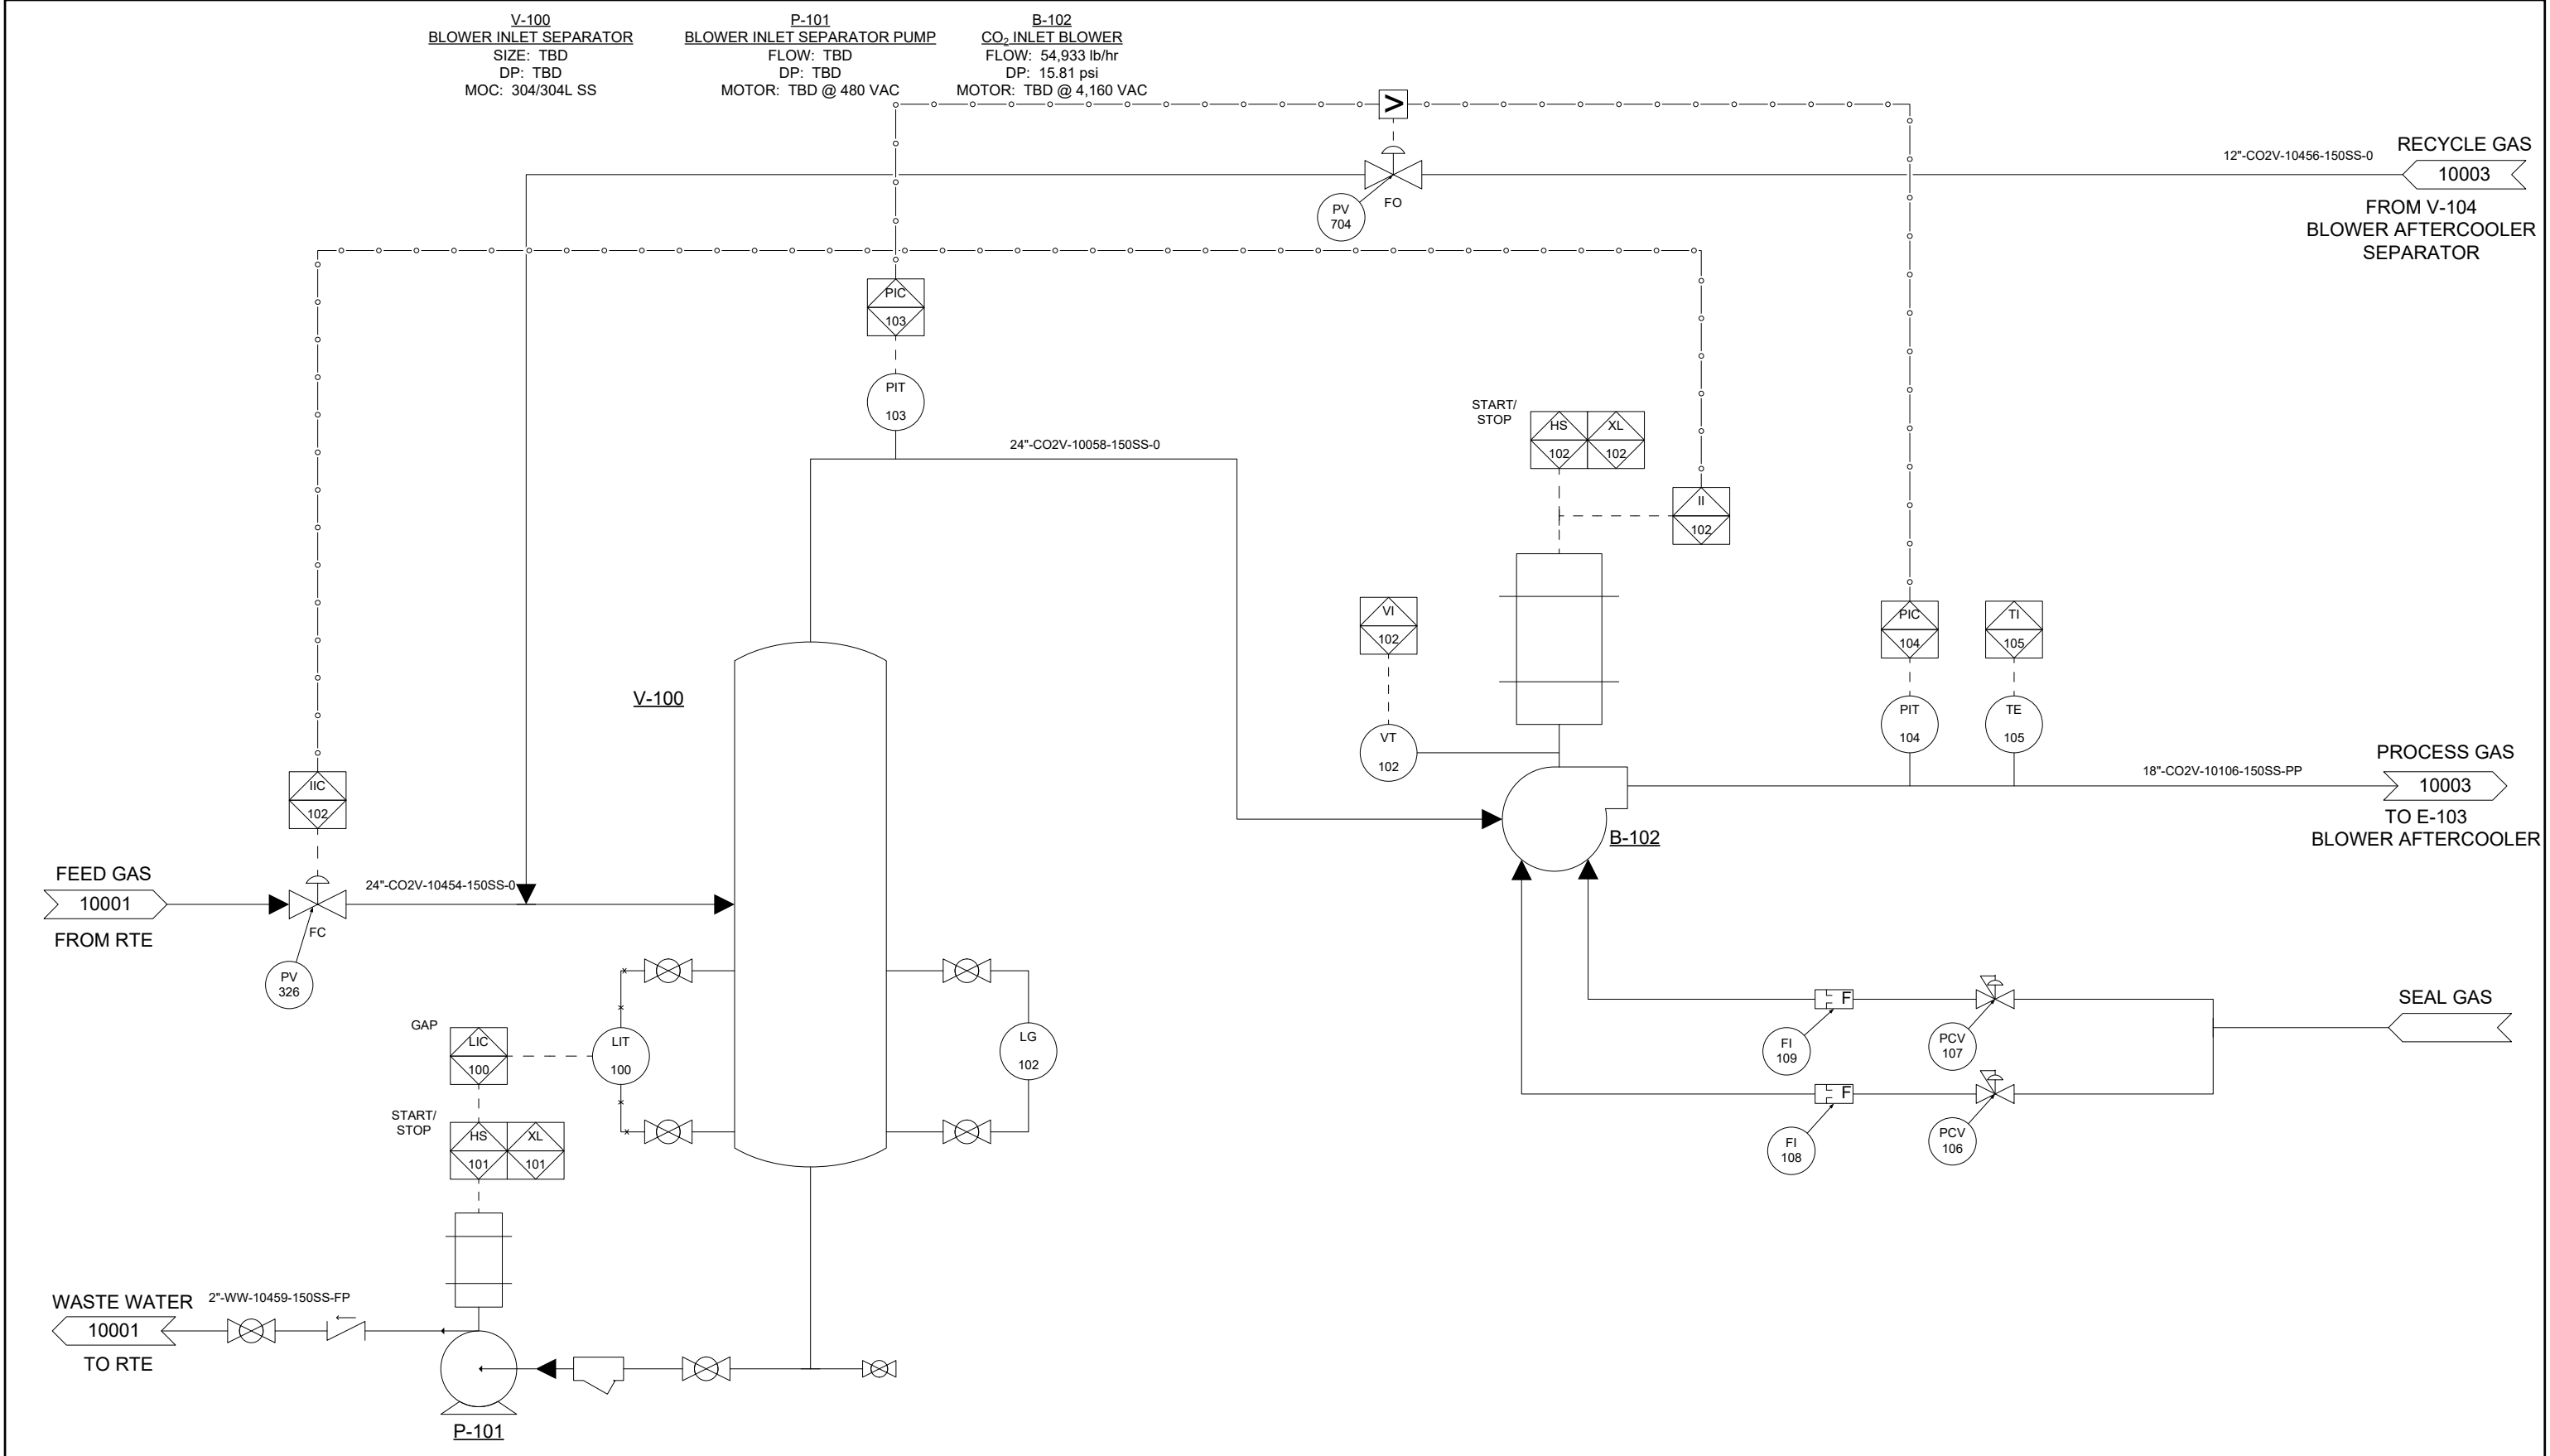 V-100
BLOWER INLET SEPARATOR
SIZE: TBD
DP: TBD
MOC: 304/304L SS
P-101
BLOWER INLET SEPARATOR PUMP
FLOW: TBD
DP: TBD
MOTOR: TBD @ 480 VAC
B-102
CO₂ INLET BLOWER
FLOW: 54,933 lb/hr
DP: 15.81 psi
MOTOR: TBD @ 4,160 VAC
>
12"-CO2V-10456-150SS-0
RECYCLE GAS
10003
FROM V-104
BLOWER AFTERCOOLER
SEPARATOR
PV
704
FO
PIC
103
PIT
103
24"-CO2V-10058-150SS-0
START/
STOP
HS
102
XL
102
II
102
VI
102
VT
102
PIC
104
TI
105
PIT
104
TE
105
V-100
IIC
102
B-102
18"-CO2V-10106-150SS-PP
PROCESS GAS
10003
TO E-103
BLOWER AFTERCOOLER
FEED GAS
10001
FROM RTE
24"-CO2V-10454-150SS-0
FC
PV
326
GAP
LIC
100
LIT
100
LG
102
START/
STOP
HS
101
XL
101
F
FI
109
PCV
107
F
FI
108
PCV
106
SEAL GAS
WASTE WATER
10001
TO RTE
2"-WW-10459-150SS-FP
P-101